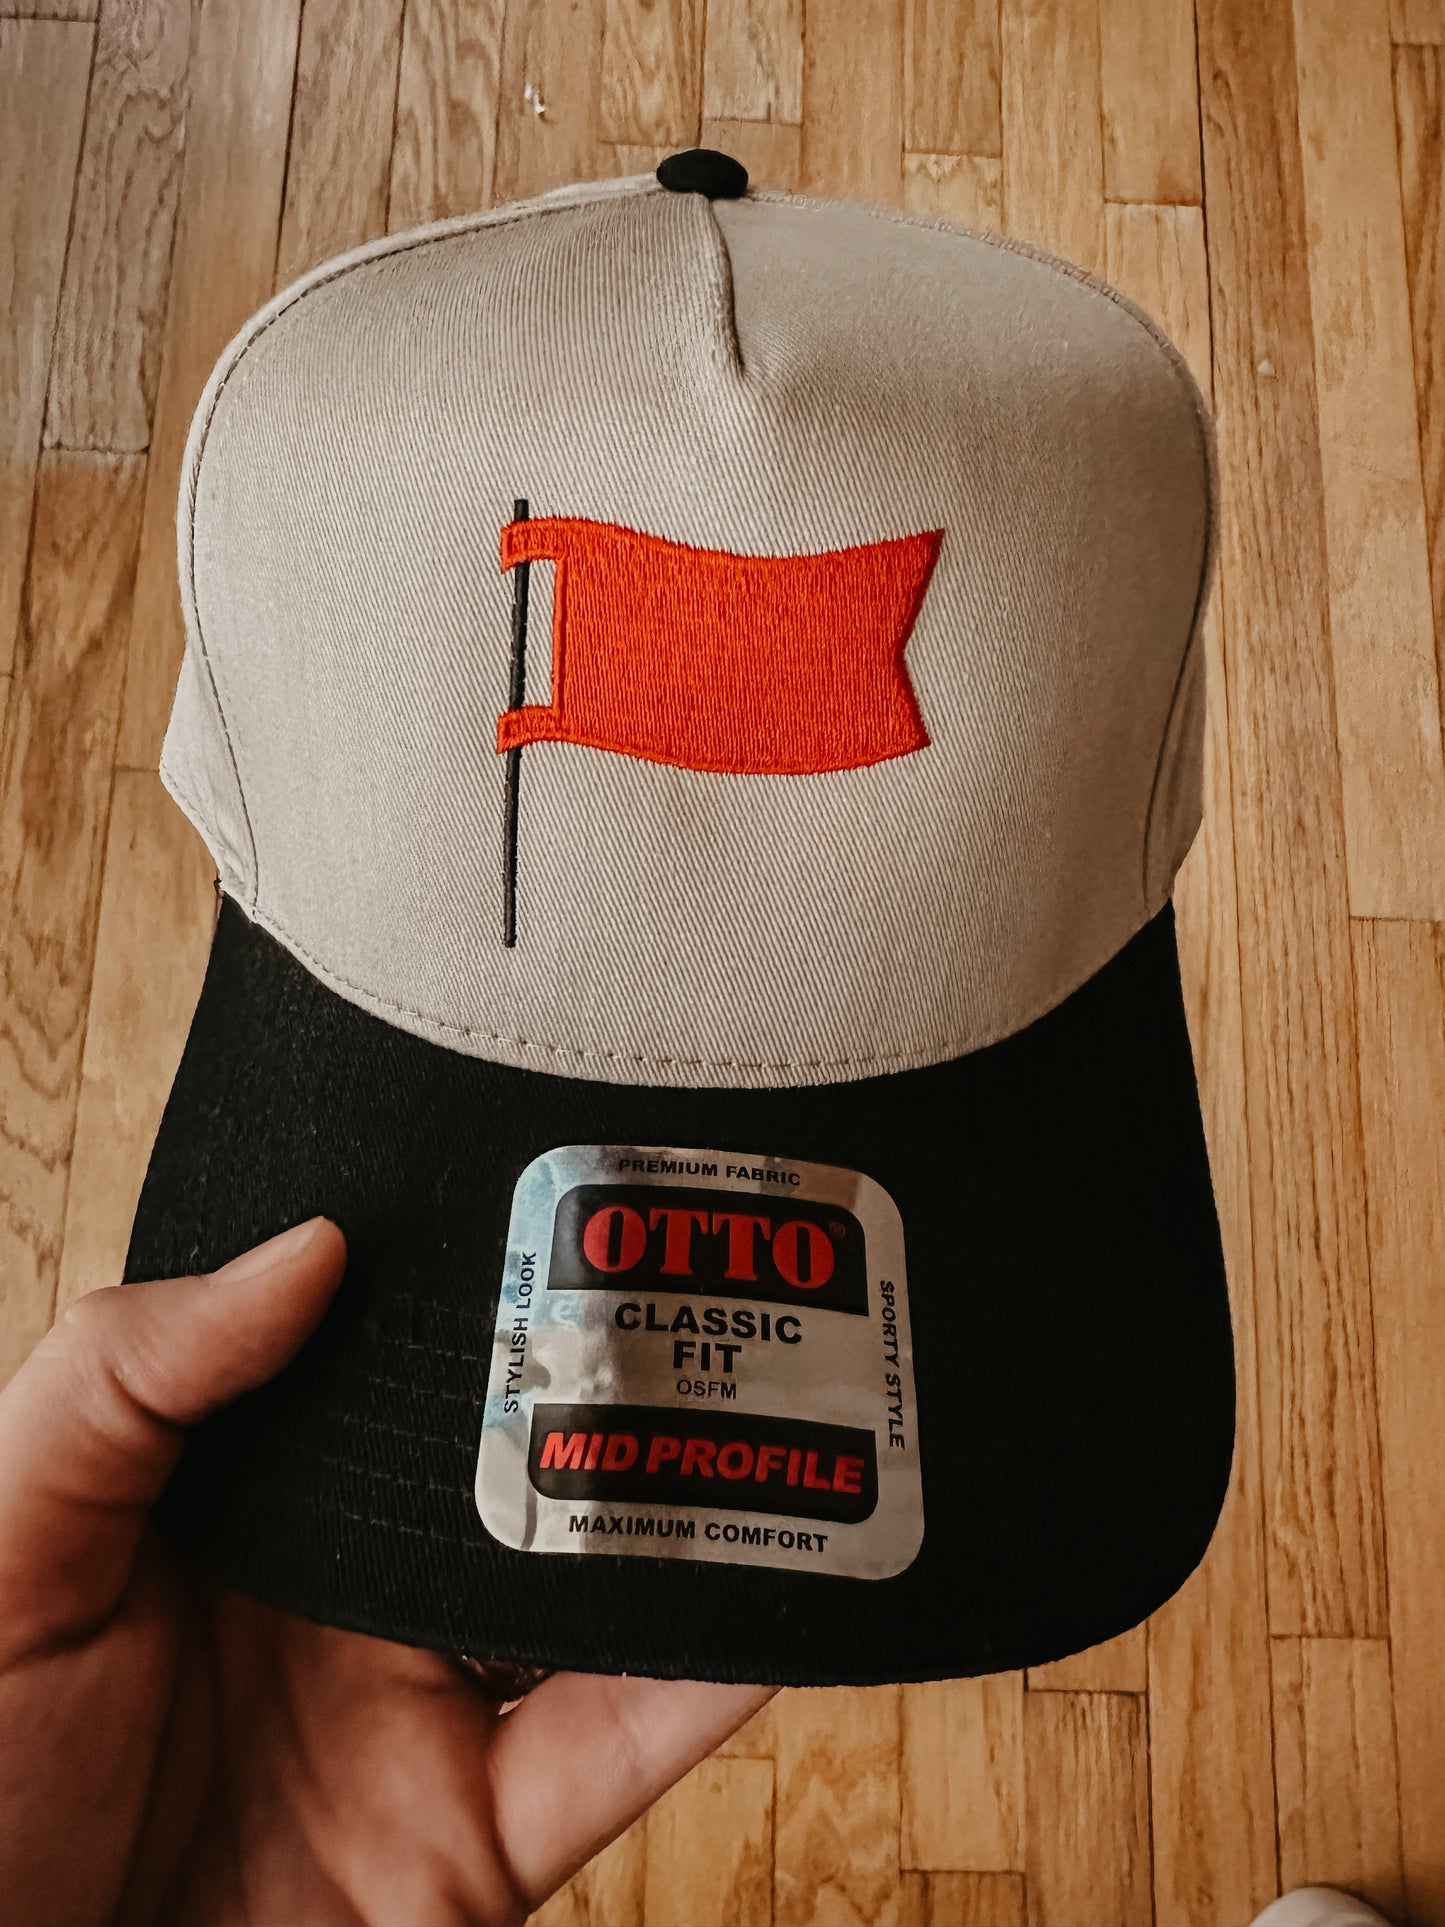 PREMIUM FABRIC
OTTO®
STYLISH LOOK
CLASSIC
FIT
OSFM
SPORTY STYLE
MID PROFILE
MAXIMUM COMFORT